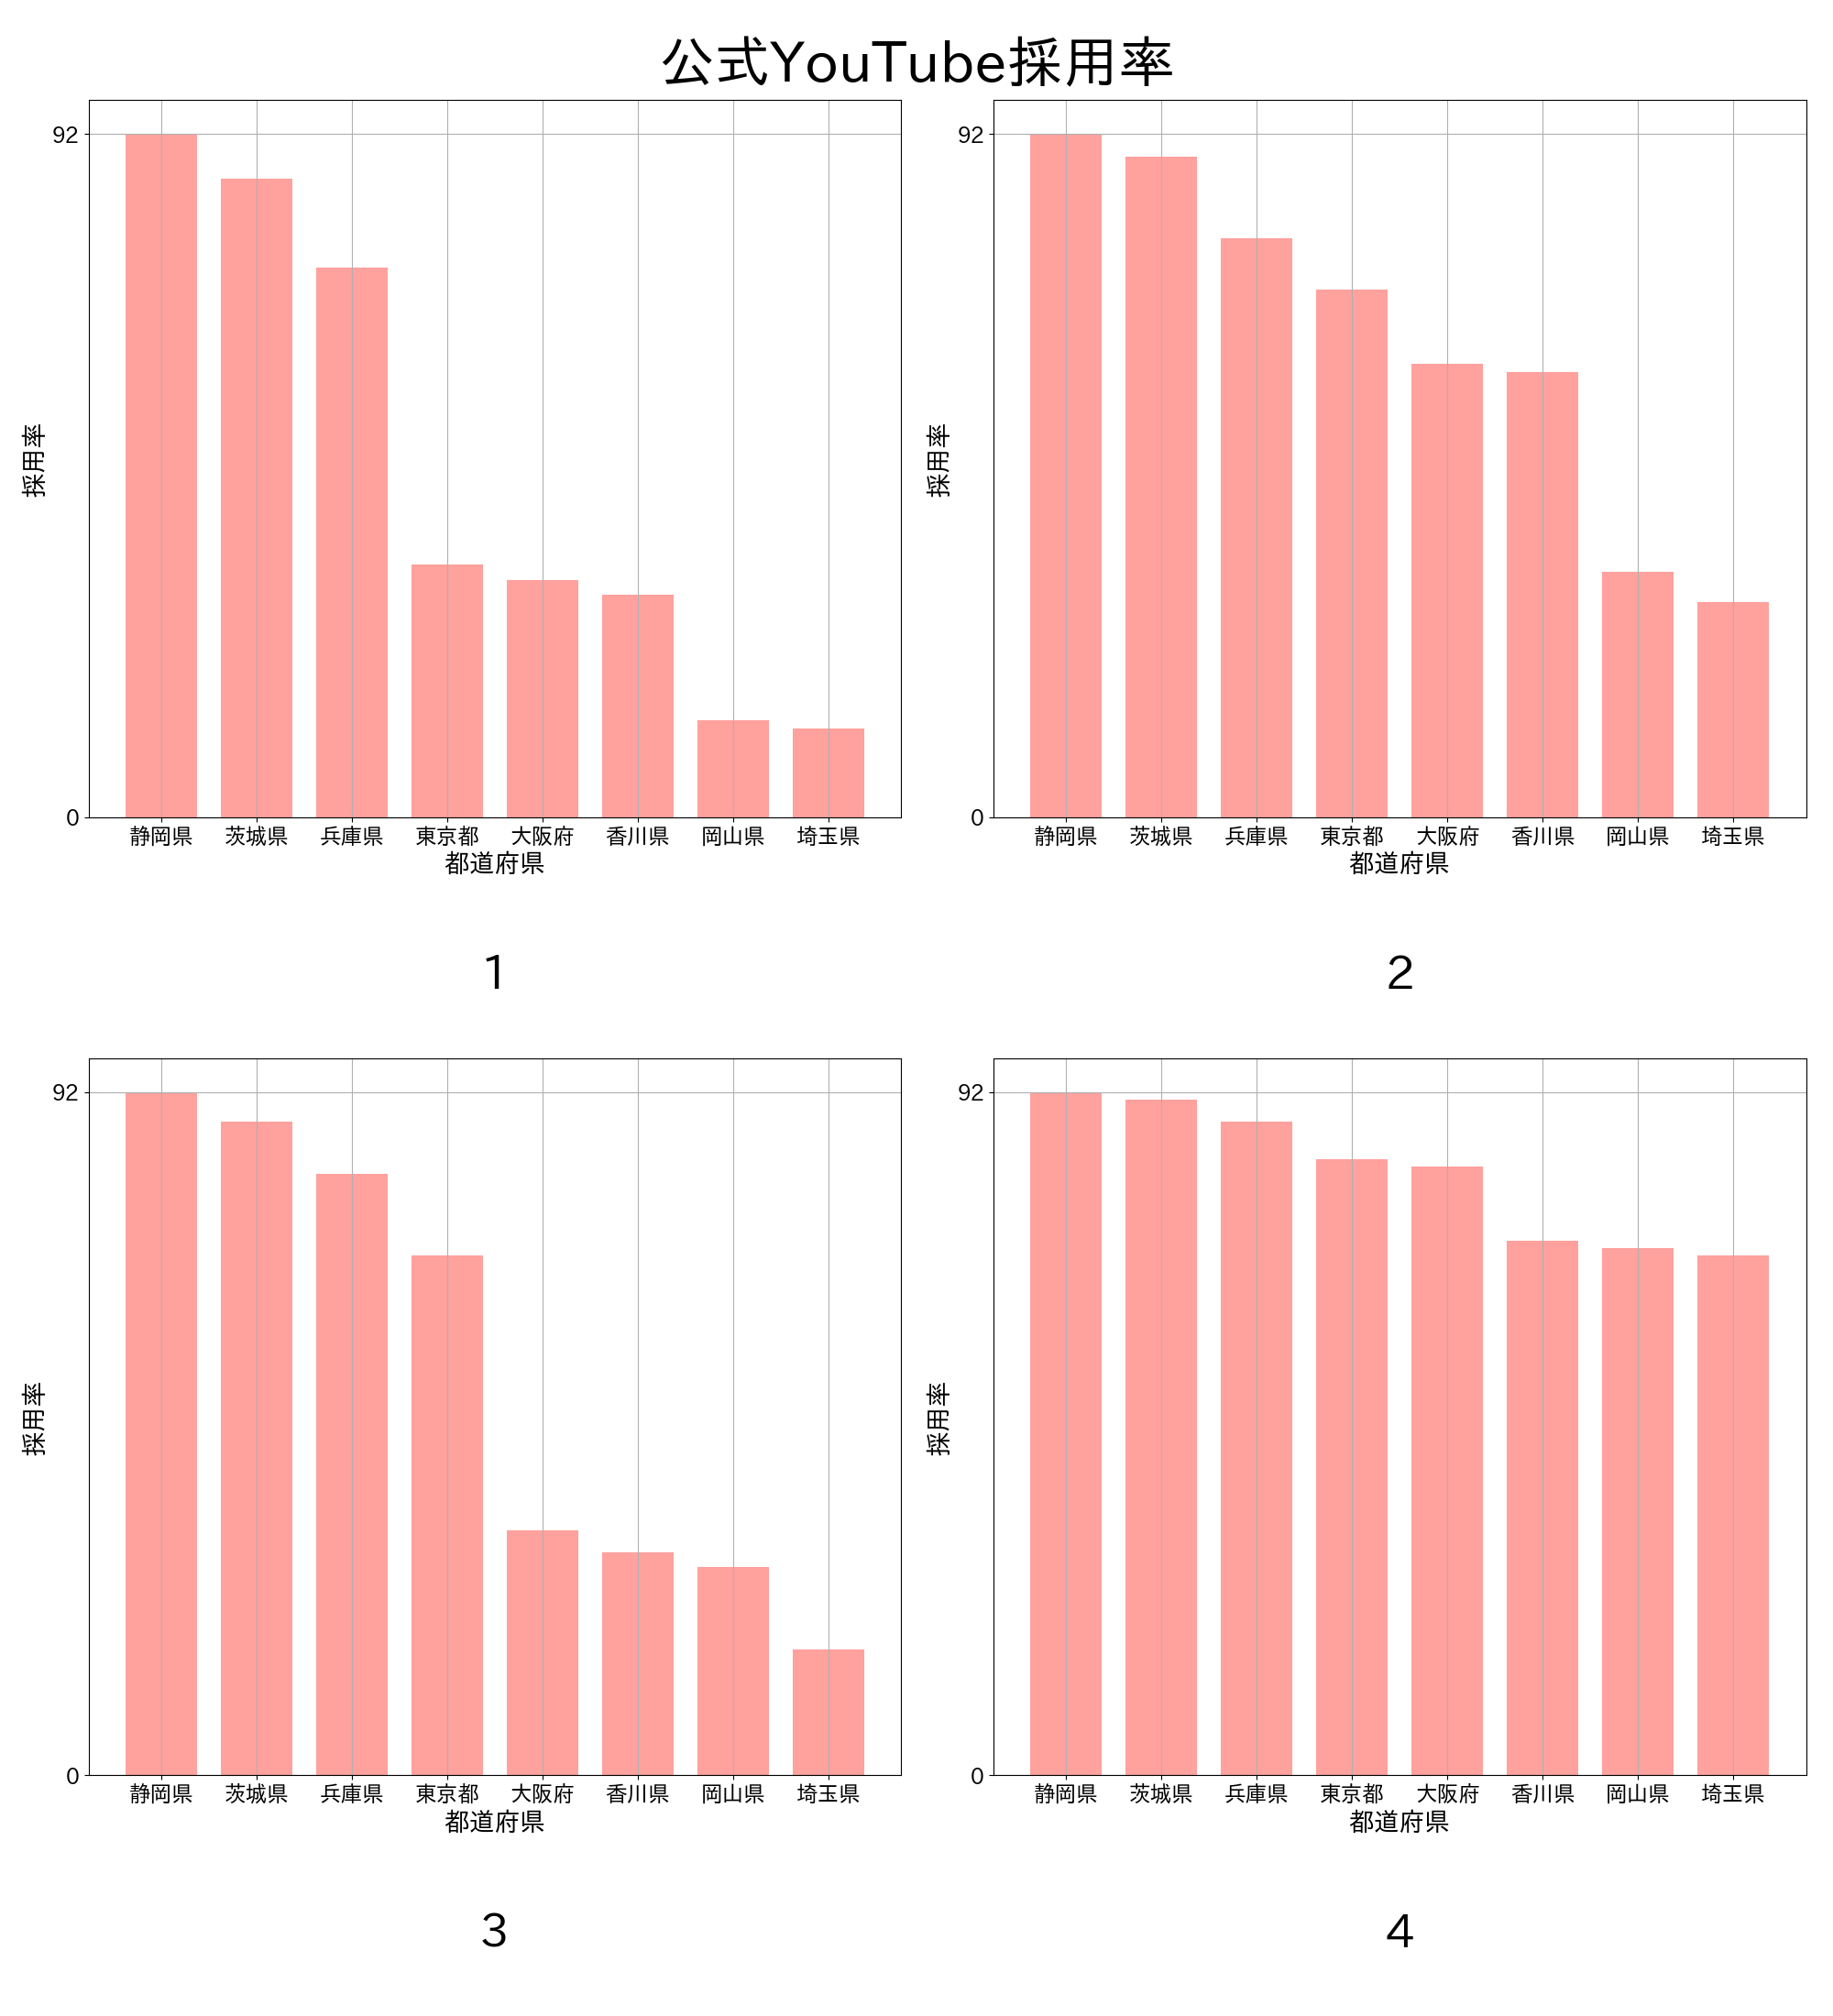 公式YouTube採用率
92
0
採用率
静岡県 茨城県 兵庫県 東京都 大阪府 香川県 岡山県 埼玉県
都道府県
1
92
0
採用率
静岡県 茨城県 兵庫県 東京都 大阪府 香川県 岡山県 埼玉県
都道府県
2
92
0
採用率
静岡県 茨城県 兵庫県 東京都 大阪府 香川県 岡山県 埼玉県
都道府県
3
92
0
採用率
静岡県 茨城県 兵庫県 東京都 大阪府 香川県 岡山県 埼玉県
都道府県
4